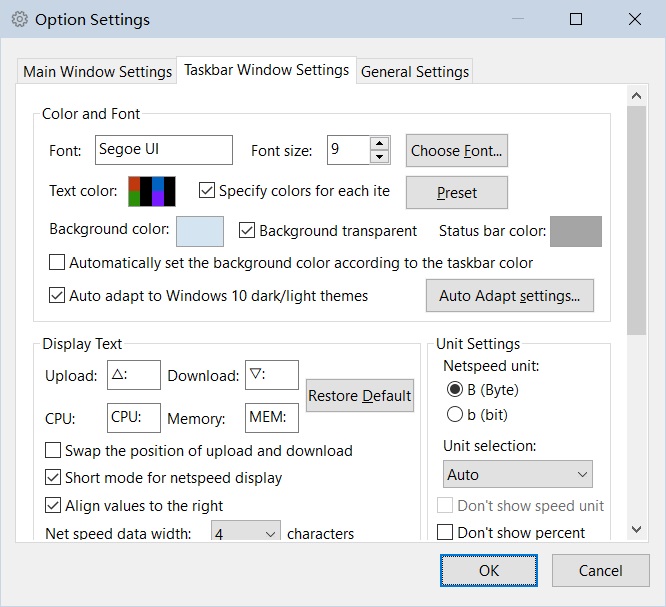 Option Settings
Main Window Settings Taskbar Window Settings General Settings
Color and Font
Font: Segoe UI Font size: 9 Choose Font...
Text color: Specify colors for each ite Preset
Background color: Background transparent Status bar color:
Automatically set the background color according to the taskbar color
Auto adapt to Windows 10 dark/light themes Auto Adapt settings...
Display Text
Upload: △: Download: ▽:
Restore Default
CPU: CPU: Memory: MEM:
Swap the position of upload and download
Short mode for netspeed display
Align values to the right
Net speed data width: 4 characters
Unit Settings
Netspeed unit:
B (Byte)
b (bit)
Unit selection:
Auto
Don't show speed unit
Don't show percent
OK Cancel